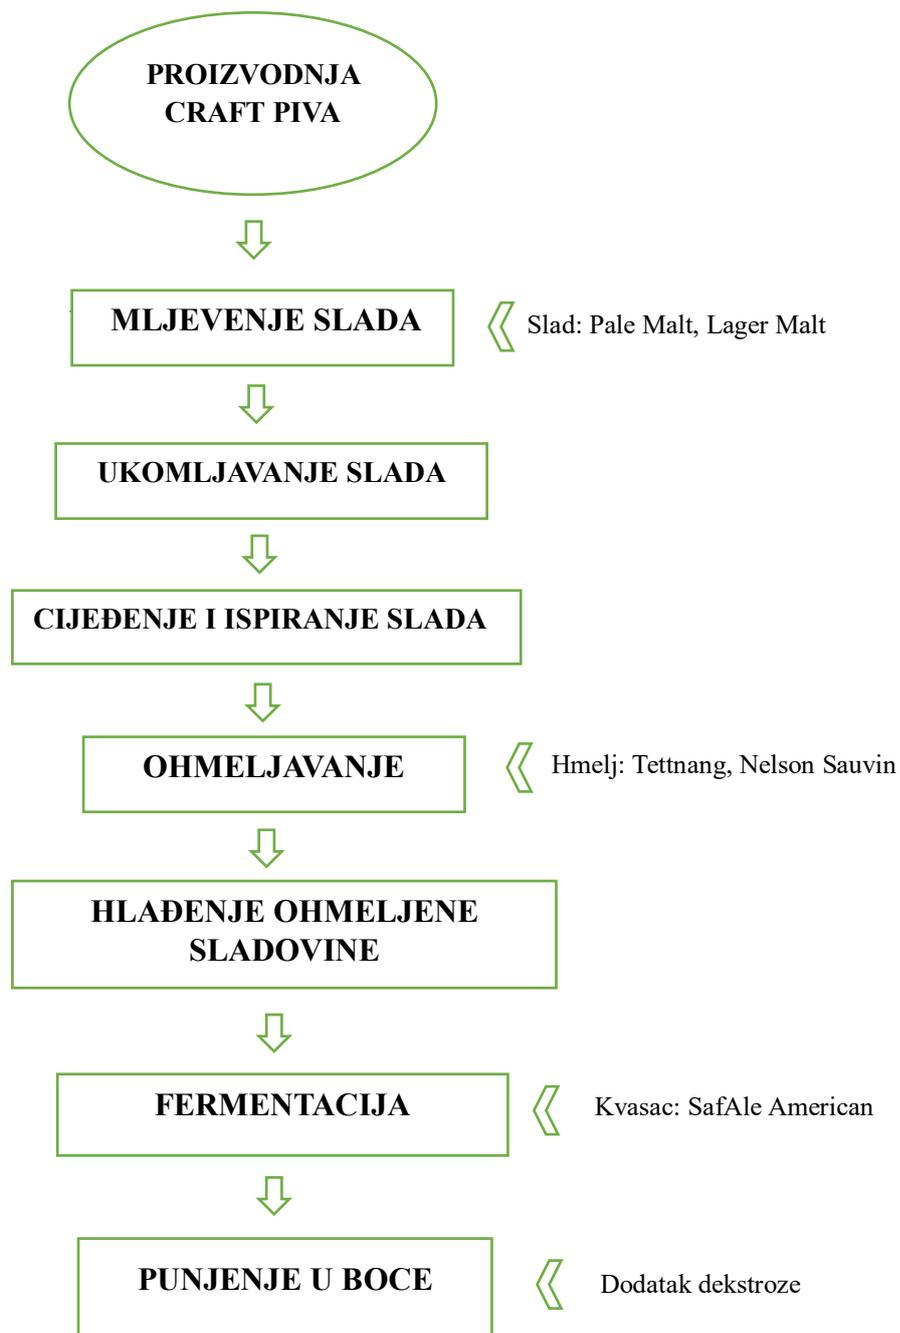 PROIZVODNJA
CRAFT PIVA
MLJEVENJE SLADA
Slad: Pale Malt, Lager Malt
UKOMLJAVANJE SLADA
CIJEĐENJE I ISPIRANJE SLADA
OHMELJAVANJE
Hmelj: Tettnang, Nelson Sauvin
HLAĐENJE OHMELJENE
SLADOVINE
FERMENTACIJA
Kvasac: SafAle American
PUNJENJE U BOCE
Dodatak dekstroze